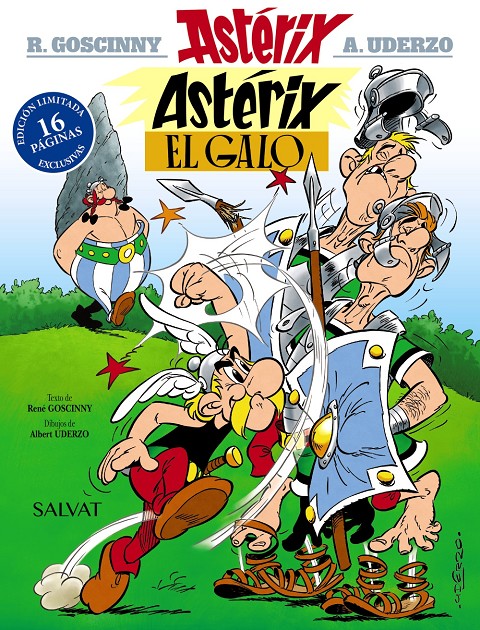 R. GOSCINNY Astérix A. UDERZO
Astérix
EL GALO
EDICIÓN LIMITADA
16
PÁGINAS
EXCLUSIVAS
Texto de
René GOSCINNY
Dibujos de
Albert UDERZO
SALVAT
UDERZO.